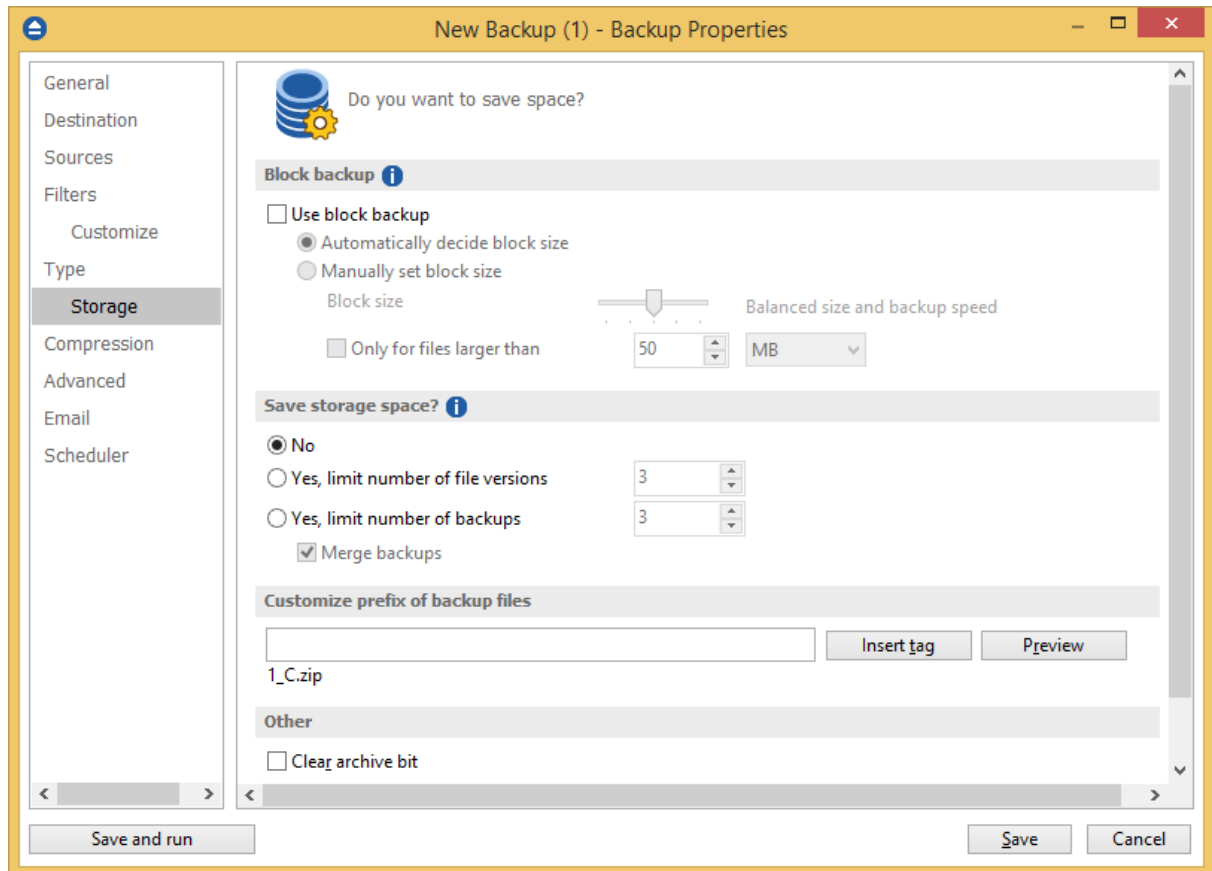 New Backup (1) - Backup Properties
General
Destination
Sources
Filters
Customize
Type
Storage
Compression
Advanced
Email
Scheduler
Do you want to save space?
Block backup
Use block backup
Automatically decide block size
Manually set block size
Block size
Balanced size and backup speed
Only for files larger than 50 MB
Save storage space?
No
Yes, limit number of file versions 3
Yes, limit number of backups 3
Merge backups
Customize prefix of backup files
Insert tag Preview
1_C.zip
Other
Clear archive bit
Save and run Save Cancel